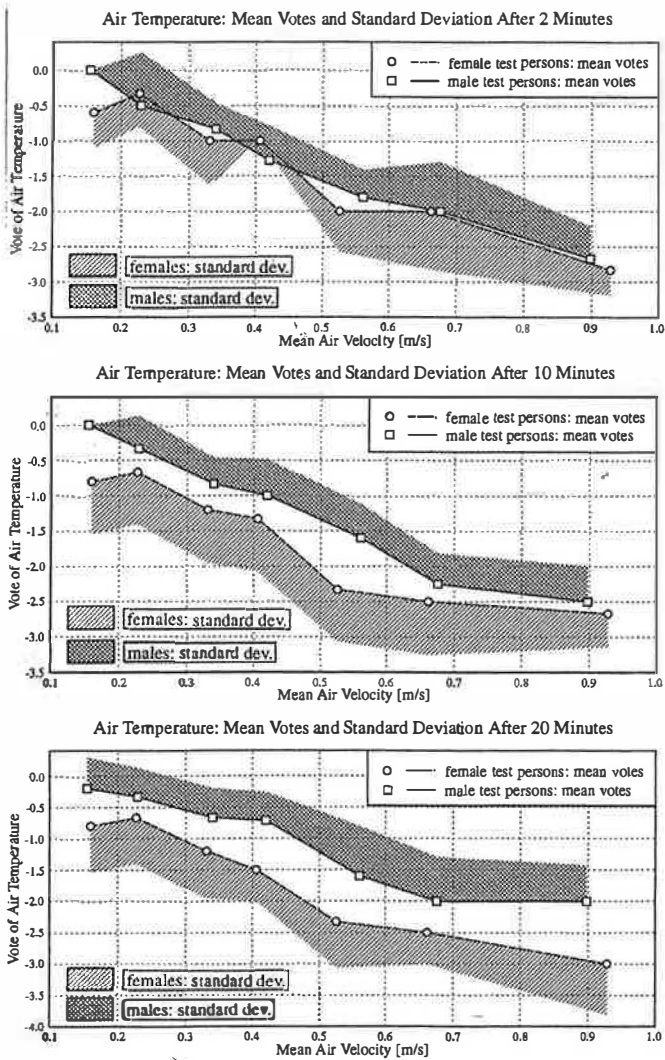 Air Temperature: Mean Votes and Standard Deviation After 2 Minutes
female test persons: mean votes
male test persons: mean votes
0.0
-0.5
-1.0
-1.5
-2.0
-2.5
-3.0
-3.5
Vote of Air Temperature
females: standard dev.
males: standard dev.
0.1 0.2 0.3 0.4 0.5 0.6 0.7 0.8 0.9 1.0
Mean Air Velocity [m/s]
Air Temperature: Mean Votes and Standard Deviation After 10 Minutes
female test persons: mean votes
male test persons: mean votes
0.0
-0.5
-1.0
-1.5
-2.0
-2.5
-3.0
-3.5
Vote of Air Temperature
females: standard dev.
males: standard dev.
0.1 0.2 0.3 0.4 0.5 0.6 0.7 0.8 0.9 1.0
Mean Air Velocity [m/s]
Air Temperature: Mean Votes and Standard Deviation After 20 Minutes
female test persons: mean votes
male test persons: mean votes
0.0
-0.5
-1.0
-1.5
-2.0
-2.5
-3.0
-3.5
-4.0
Vote of Air Temperature
females: standard dev.
males: standard dev.
0.1 0.2 0.3 0.4 0.5 0.6 0.7 0.8 0.9 1.0
Mean Air Velocity [m/s]